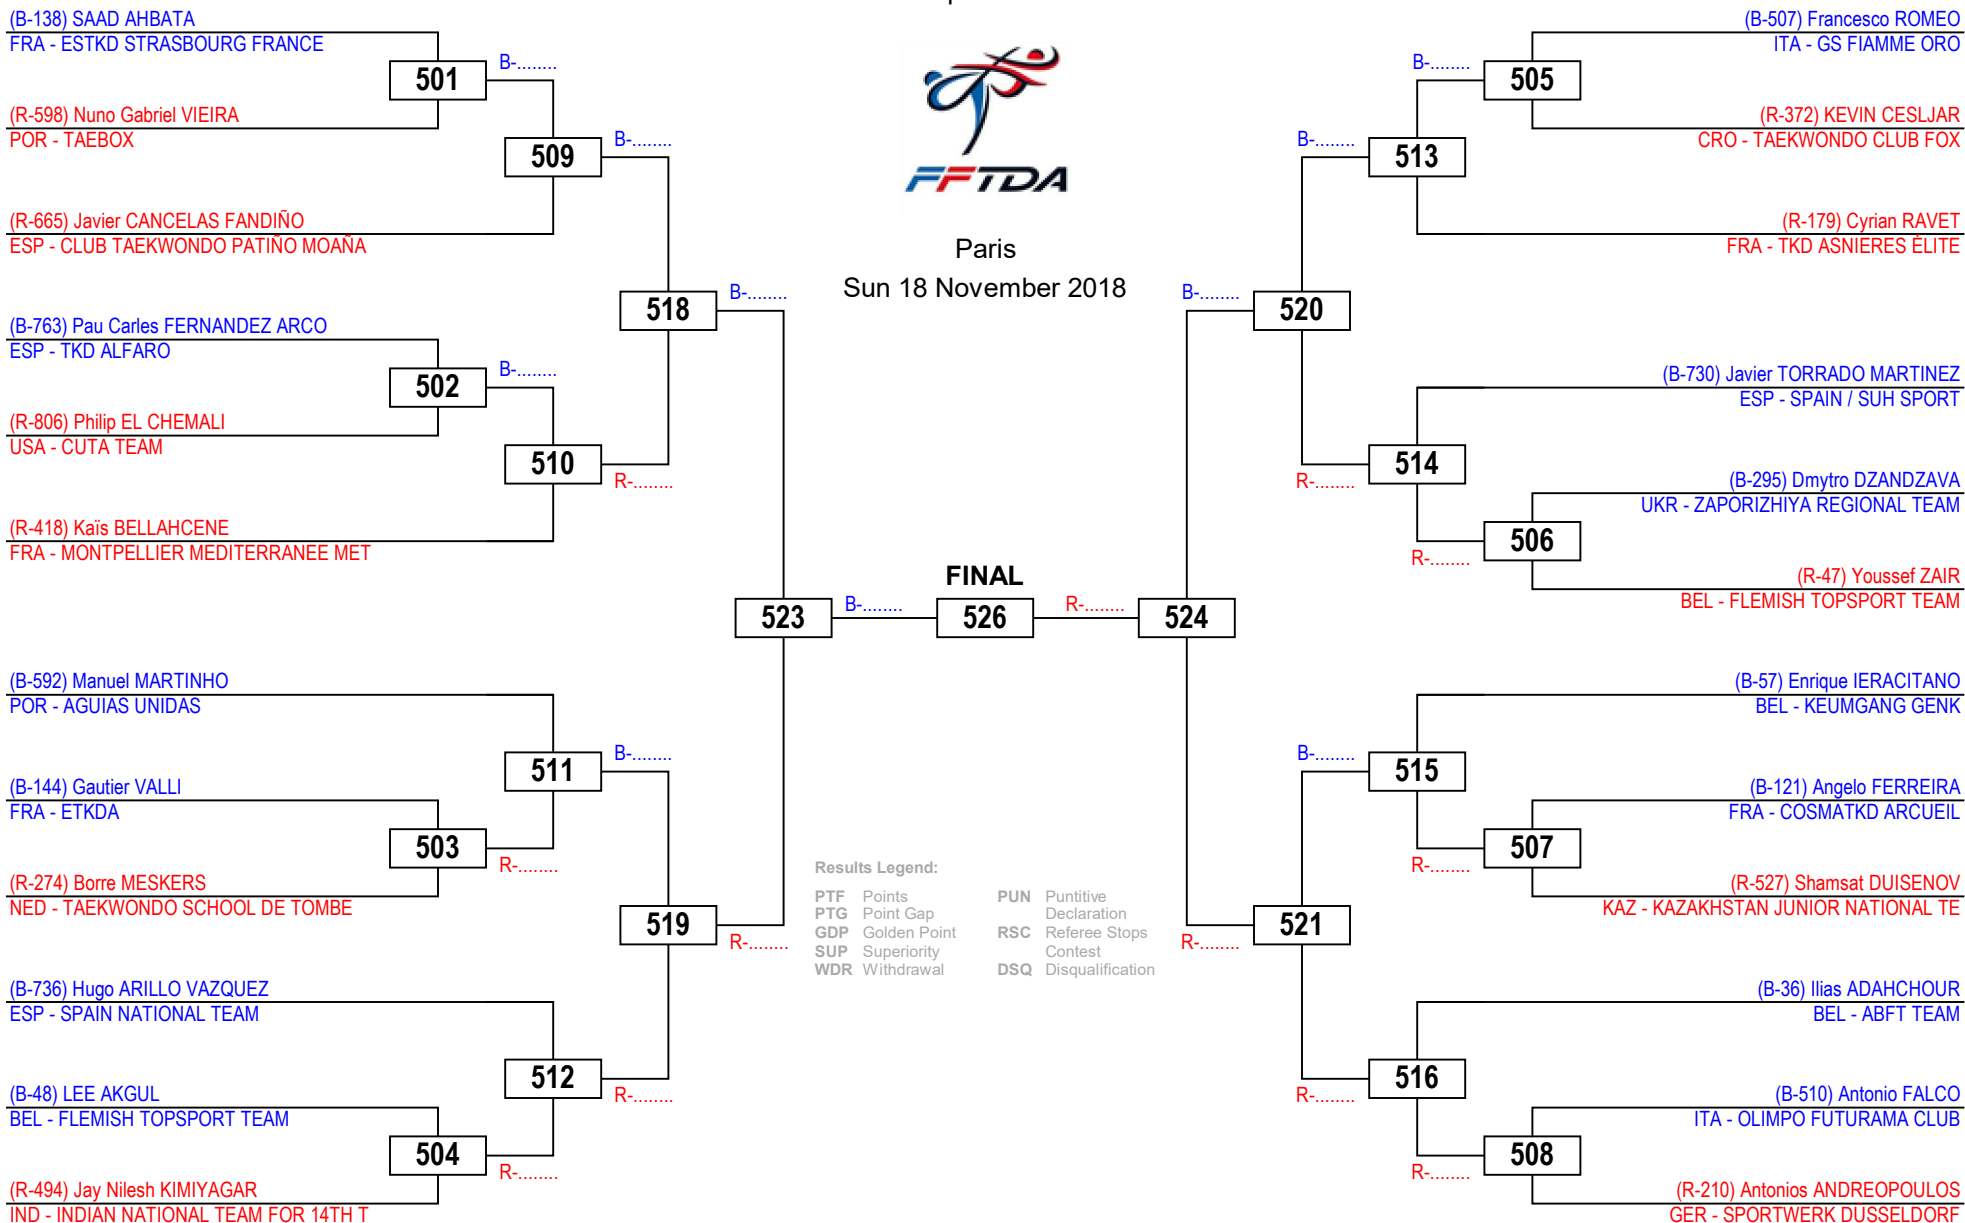 (B-138) SAAD AHBATA
FRA - ESTKD STRASBOURG FRANCE
501
B-........
(R-598) Nuno Gabriel VIEIRA
POR - TAEBOX
509
B-........
(R-665) Javier CANCELAS FANDIÑO
ESP - CLUB TAEKWONDO PATIÑO MOAÑA
518
B-........
(B-763) Pau Carles FERNANDEZ ARCO
ESP - TKD ALFARO
502
B-........
(R-806) Philip EL CHEMALI
USA - CUTA TEAM
510
R-........
(R-418) Kaïs BELLAHCENE
FRA - MONTPELLIER MEDITERRANEE MET
523
B-........
(B-592) Manuel MARTINHO
POR - AGUIAS UNIDAS
511
B-........
(B-144) Gautier VALLI
FRA - ETKDA
503
R-........
(R-274) Borre MESKERS
NED - TAEKWONDO SCHOOL DE TOMBE
519
R-........
(B-736) Hugo ARILLO VAZQUEZ
ESP - SPAIN NATIONAL TEAM
512
R-........
(B-48) LEE AKGUL
BEL - FLEMISH TOPSPORT TEAM
504
R-........
(R-494) Jay Nilesh KIMIYAGAR
IND - INDIAN NATIONAL TEAM FOR 14TH T
FFTDA
Paris
Sun 18 November 2018
FINAL
526
Results Legend:
PTF Points
PTG Point Gap
GDP Golden Point
SUP Superiority
WDR Withdrawal
PUN Puntitive
Declaration
RSC Referee Stops
Contest
DSQ Disqualification
(B-507) Francesco ROMEO
ITA - GS FIAMME ORO
B-........
505
(R-372) KEVIN CESLJAR
CRO - TAEKWONDO CLUB FOX
B-........
513
(R-179) Cyrian RAVET
FRA - TKD ASNIERES ÉLITE
B-........
520
(B-730) Javier TORRADO MARTINEZ
ESP - SPAIN / SUH SPORT
514
R-........
(B-295) Dmytro DZANDZAVA
UKR - ZAPORIZHIYA REGIONAL TEAM
506
R-........
(R-47) Youssef ZAIR
BEL - FLEMISH TOPSPORT TEAM
R-........
524
(B-57) Enrique IERACITANO
BEL - KEUMGANG GENK
B-........
515
(B-121) Angelo FERREIRA
FRA - COSMATKD ARCUEIL
507
R-........
(R-527) Shamsat DUISENOV
KAZ - KAZAKHSTAN JUNIOR NATIONAL TE
521
R-........
(B-36) Ilias ADAHCHOUR
BEL - ABFT TEAM
516
R-........
(B-510) Antonio FALCO
ITA - OLIMPO FUTURAMA CLUB
508
R-........
(R-210) Antonios ANDREOPOULOS
GER - SPORTWERK DUSSELDORF